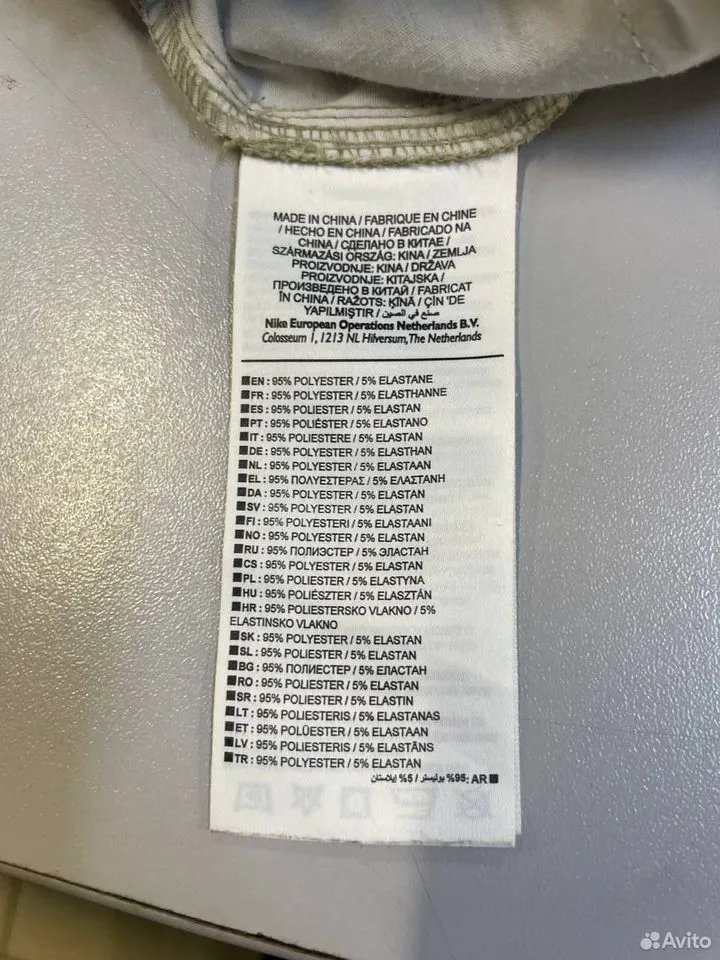 MADE IN CHINA / FABRIQUE EN CHINE
/ HECHO EN CHINA / FABRICADO NA
CHINA / СДЕЛАНО В КИТАЕ /
SZÁRMAZÁSI ORSZÁG: KINA / ZEMLJA
PROIZVODNJE: KINA / DRŽAVA
PROIZVODNJE: KITAJSKA /
ПРОИЗВЕДЕНО В КИТАЙ / FABRICAT
ÎN CHINA / RAŽOTS: ĶĪNĀ / ÇİN 'DE
YAPILMIŞTIR / صنع في الصين
Nike European Operations Netherlands B.V.
Colosseum 1, 1213 NL Hilversum, The Netherlands
EN : 95% POLYESTER / 5% ELASTANE
FR : 95% POLYESTER / 5% ELASTHANNE
ES : 95% POLIESTER / 5% ELASTAN
PT : 95% POLIÉSTER / 5% ELASTANO
IT : 95% POLIESTERE / 5% ELASTAN
DE : 95% POLYESTER / 5% ELASTHAN
NL : 95% POLYESTER / 5% ELASTAAN
EL : 95% ΠΟΛΥΕΣΤΕΡΑΣ / 5% ΕΛΑΣΤΑΝΗ
DA : 95% POLYESTER / 5% ELASTAN
SV : 95% POLYESTER / 5% ELASTAN
FI : 95% POLYESTERI / 5% ELASTAANI
NO : 95% POLYESTER / 5% ELASTAN
RU : 95% ПОЛИЭСТЕР / 5% ЭЛАСТАН
CS : 95% POLYESTER / 5% ELASTAN
PL : 95% POLIESTER / 5% ELASTYNA
HU : 95% POLIÉSZTER / 5% ELASZTÁN
HR : 95% POLIESTERSKO VLAKNO / 5%
ELASTINSKO VLAKNO
SK : 95% POLYESTER / 5% ELASTAN
SL : 95% POLIESTER / 5% ELASTAN
BG : 95% ПОЛИЕСТЕР / 5% ЕЛАСТАН
RO : 95% POLIESTER / 5% ELASTAN
SR : 95% POLIESTER / 5% ELASTIN
LT : 95% POLIESTERIS / 5% ELASTANAS
ET : 95% POLÜESTER / 5% ELASTAAN
LV : 95% POLIESTERIS / 5% ELASTĀNS
TR : 95% POLYESTER / 5% ELASTAN
AR : 95% بوليستر / 5% إيلاستان
Avito